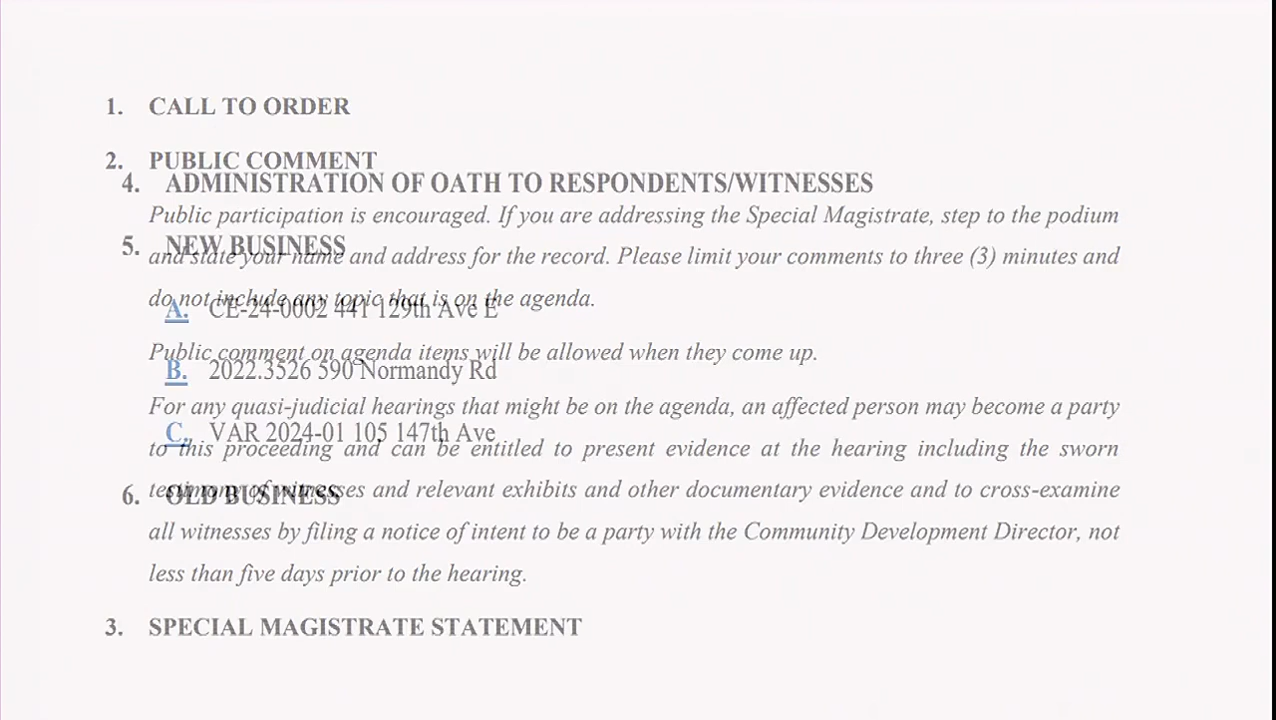 1. CALL TO ORDER
2. PUBLIC COMMENT
4. ADMINISTRATION OF OATH TO RESPONDENTS/WITNESSES
Public participation is encouraged. If you are addressing the Special Magistrate, step to the podium
5. NEW BUSINESS
and state your name and address for the record. Please limit your comments to three (3) minutes and
do not include any topic that is on the agenda.
A. CE-24-0002 441 129th Ave E
Public comment on agenda items will be allowed when they come up.
B. 2022.3526 590 Normandy Rd
For any quasi-judicial hearings that might be on the agenda, an affected person may become a party
C. VAR 2024-01 105 147th Ave
to this proceeding and can be entitled to present evidence at the hearing including the sworn
testimony of witnesses and relevant exhibits and other documentary evidence and to cross-examine
6. OLD BUSINESS
all witnesses by filing a notice of intent to be a party with the Community Development Director, not
less than five days prior to the hearing.
3. SPECIAL MAGISTRATE STATEMENT